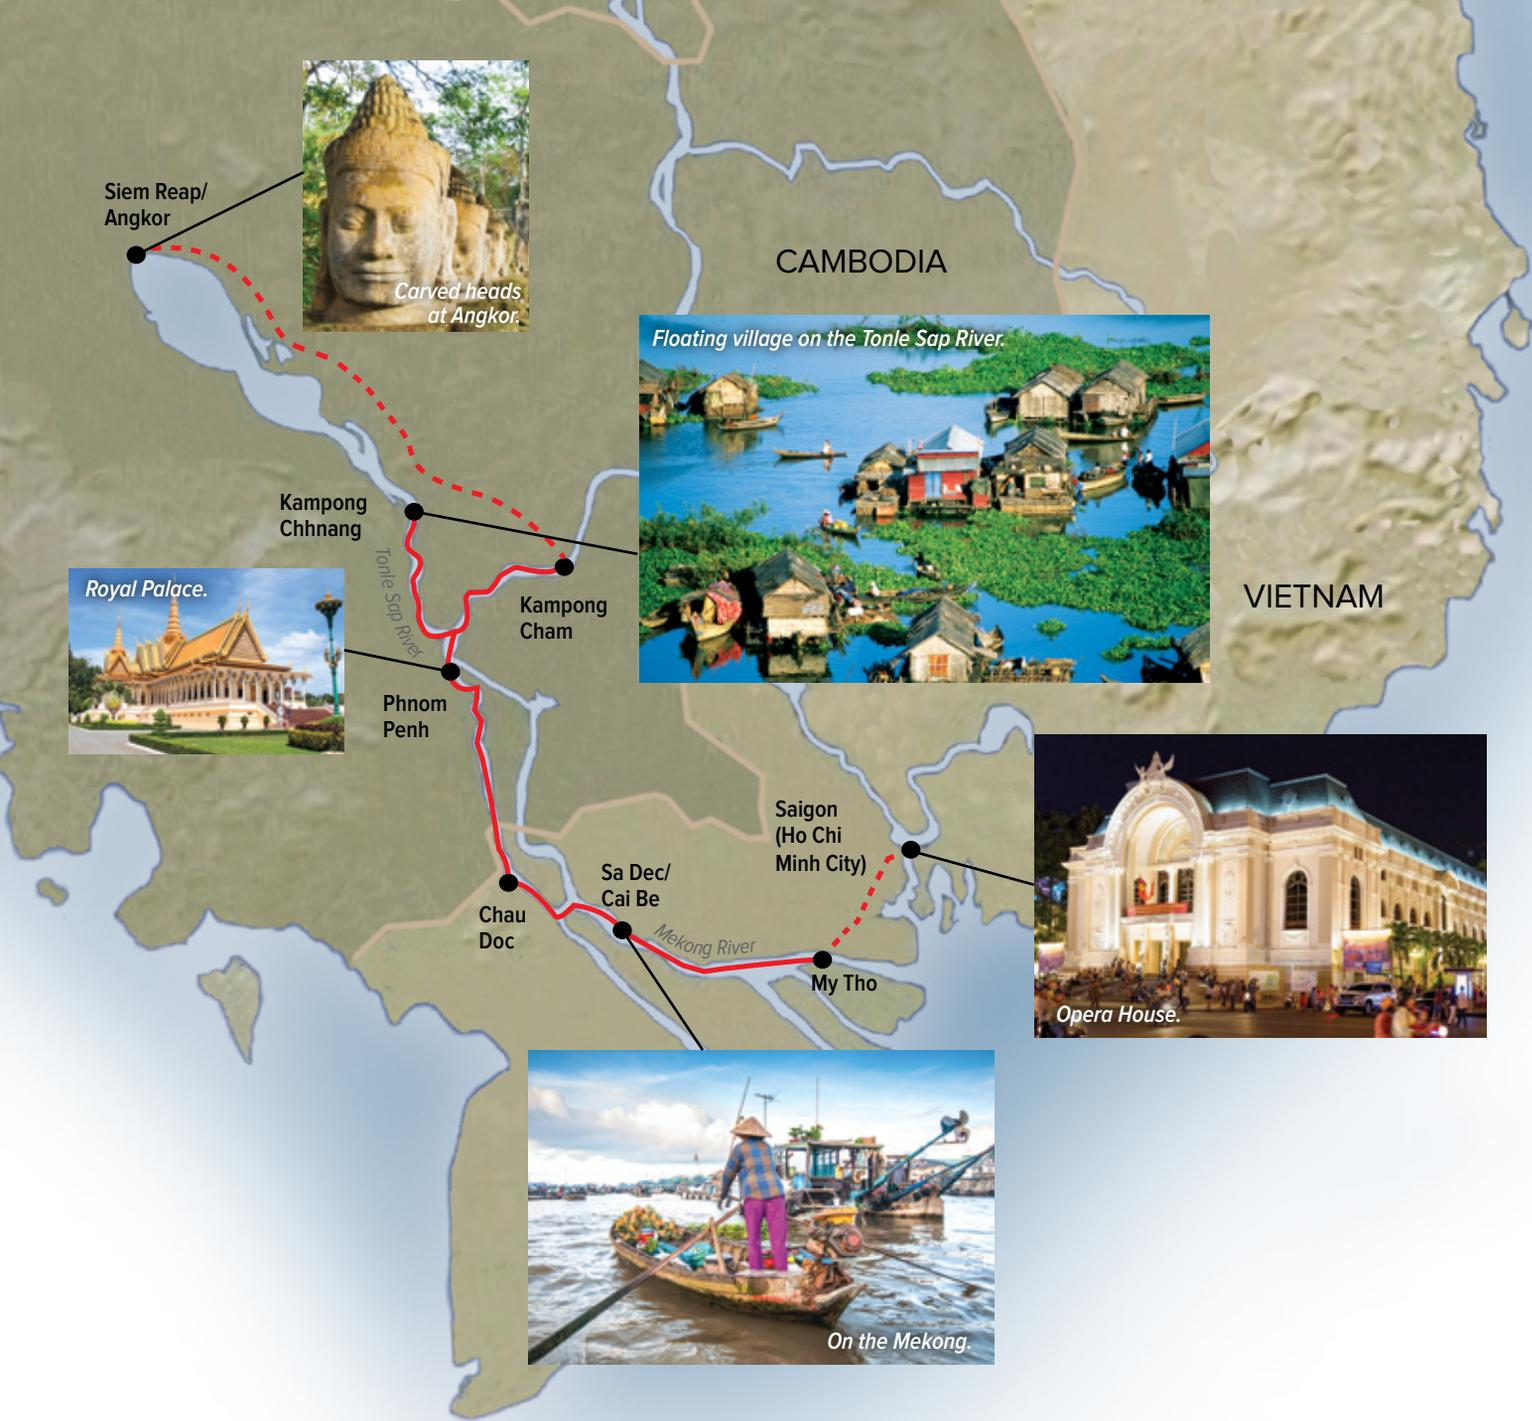 Siem Reap/
Angkor
Carved heads
at Angkor.
CAMBODIA
Floating village on the Tonle Sap River.
Kampong
Chhnang
Tonle Sap River
Royal Palace.
Kampong
Cham
VIETNAM
Phnom
Penh
Saigon
(Ho Chi
Minh City)
Sa Dec/
Cai Be
Chau
Doc
Mekong River
My Tho
Opera House.
On the Mekong.